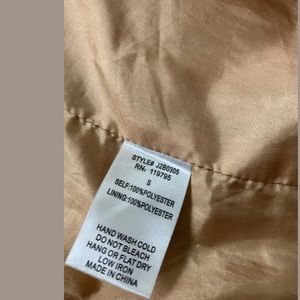 STYLE# J2B0305
RN: 119795
S
SELF:100%POLYESTER
LINING:100%POLYESTER
HAND WASH COLD
DO NOT BLEACH
HANG OR FLAT DRY
LOW IRON
MADE IN CHINA